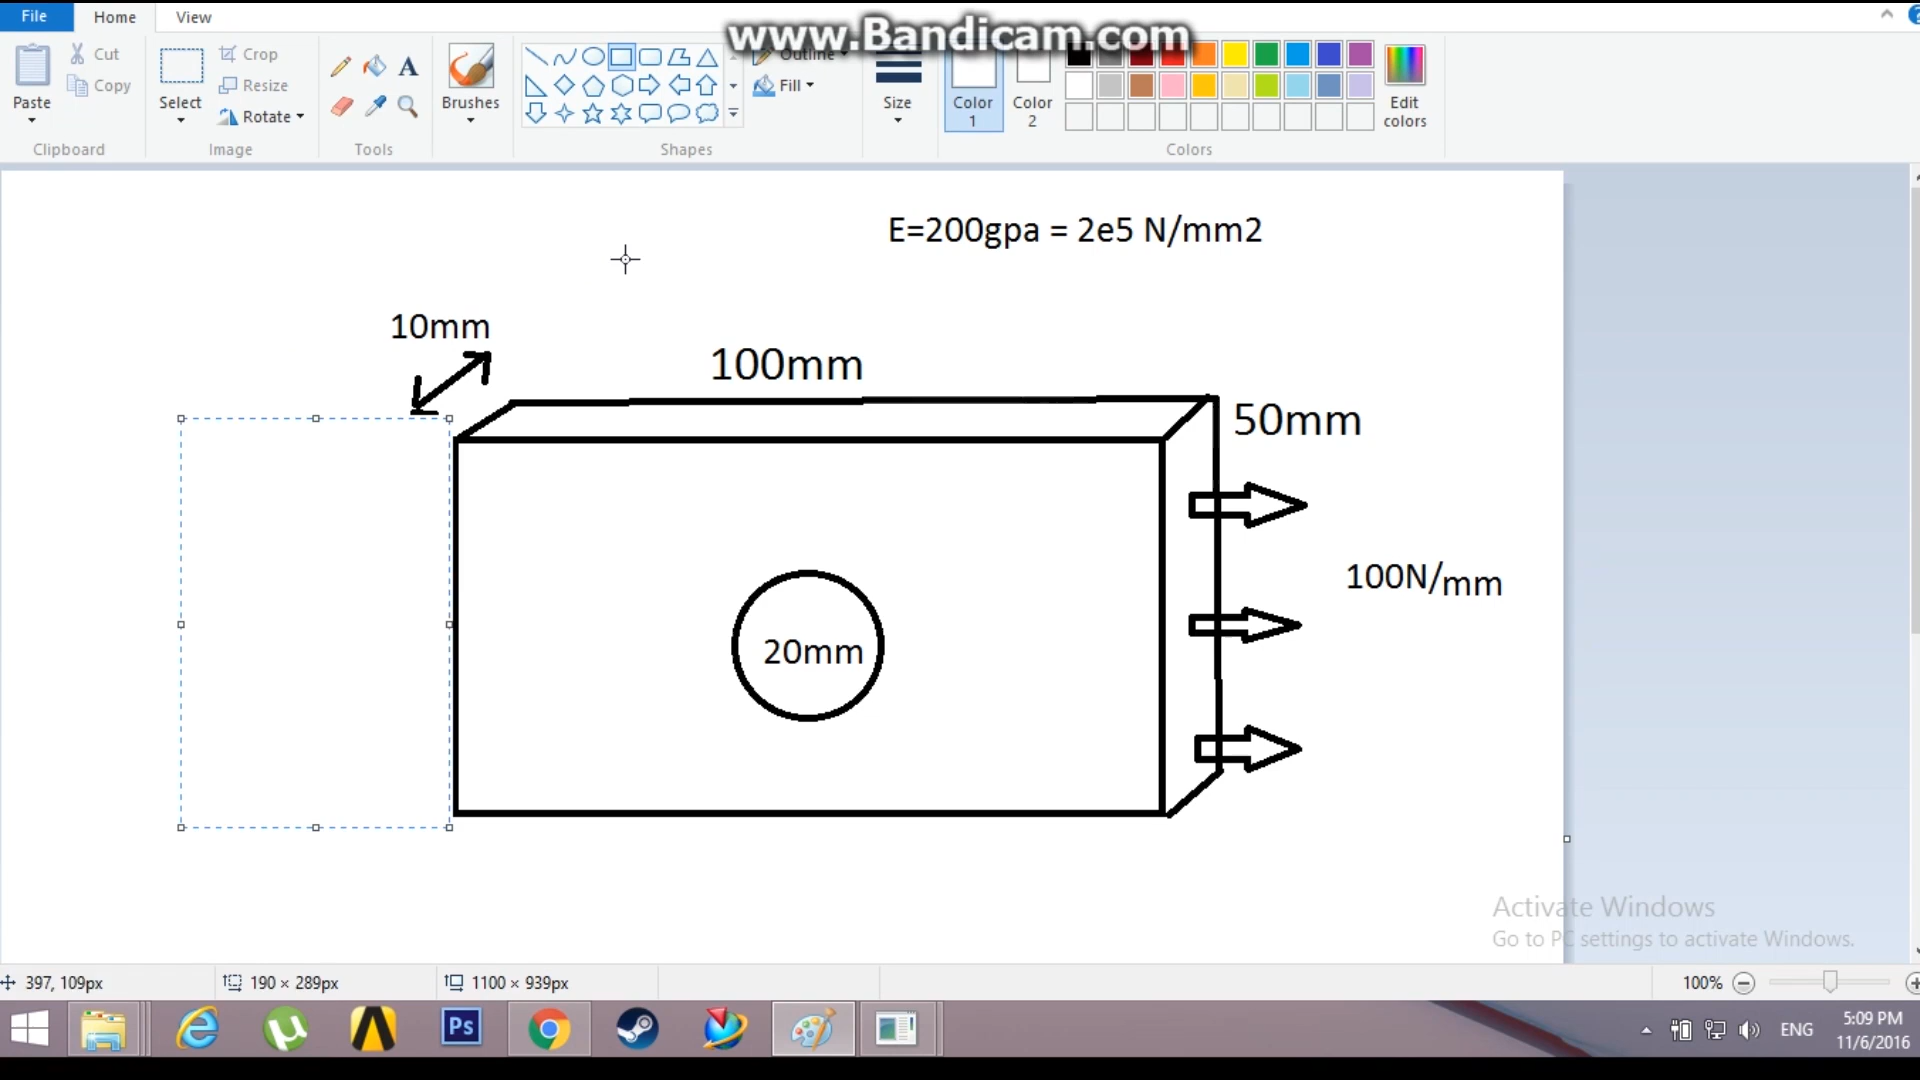 File Home View
www.Bandicam.com
Paste
Cut
Copy
Clipboard
Select
Crop
Resize
Rotate
Image
Tools
A
Brushes
Shapes
Outline
Fill
Size
Color 1
Color 2
Edit colors
Colors
E=200gpa = 2e5 N/mm2
10mm
100mm
50mm
100N/mm
20mm
Activate Windows
Go to PC settings to activate Windows.
397, 109px 190 × 289px 1100 × 939px 100%
Ps
ENG
5:09 PM
11/6/2016